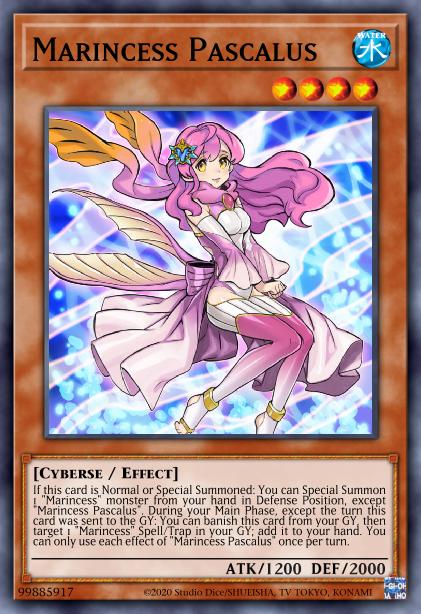 Marincess Pascalus
WATER
水
[Cyberse / Effect]
If this card is Normal or Special Summoned: You can Special Summon
1 "Marincess" monster from your hand in Defense Position, except
"Marincess Pascalus". During your Main Phase, except the turn this
card was sent to the GY: You can banish this card from your GY, then
target 1 "Marincess" Spell/Trap in your GY; add it to your hand. You
can only use each effect of "Marincess Pascalus" once per turn.
ATK/1200 DEF/2000
99885917 ©2020 Studio Dice/SHUEISHA, TV TOKYO, KONAMI